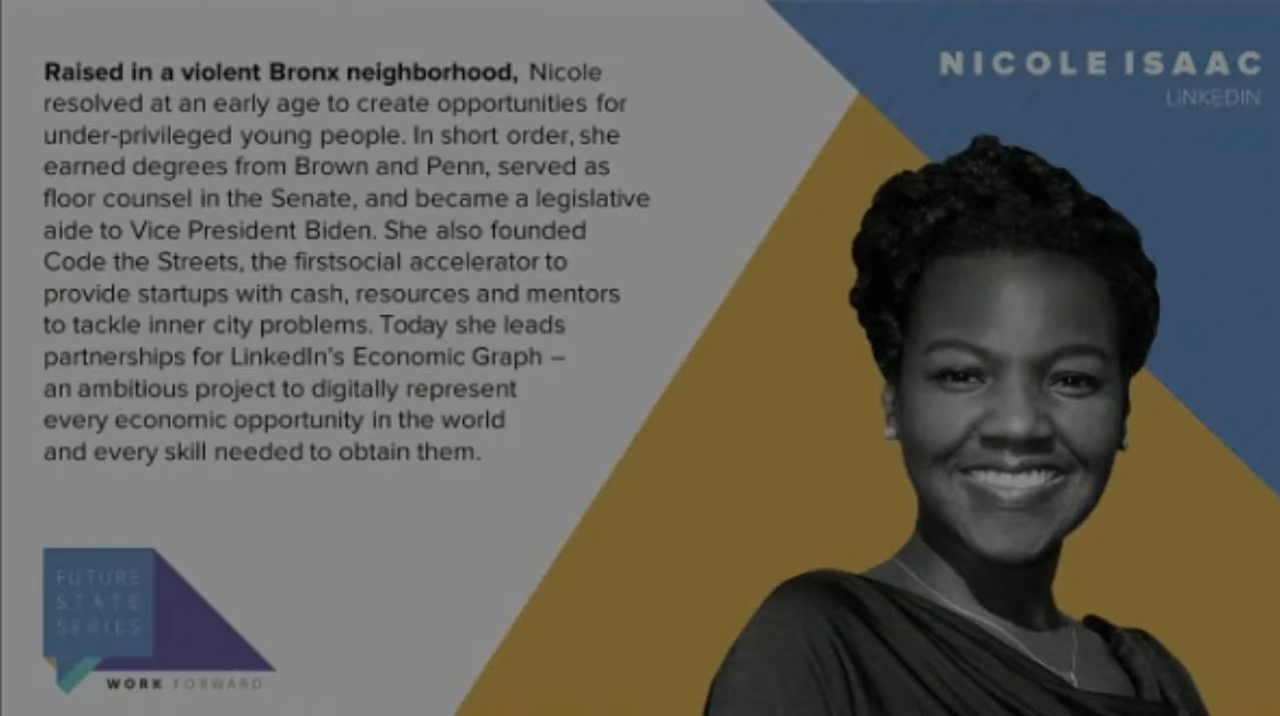 Raised in a violent Bronx neighborhood, Nicole
resolved at an early age to create opportunities for
under-privileged young people. In short order, she
earned degrees from Brown and Penn, served as
floor counsel in the Senate, and became a legislative
aide to Vice President Biden. She also founded
Code the Streets, the firstsocial accelerator to
provide startups with cash, resources and mentors
to tackle inner city problems. Today she leads
partnerships for LinkedIn's Economic Graph –
an ambitious project to digitally represent
every economic opportunity in the world
and every skill needed to obtain them.
NICOLE ISAAC
LINKEDIN
FUTURE
STATE
SERIES
WORK FORWARD